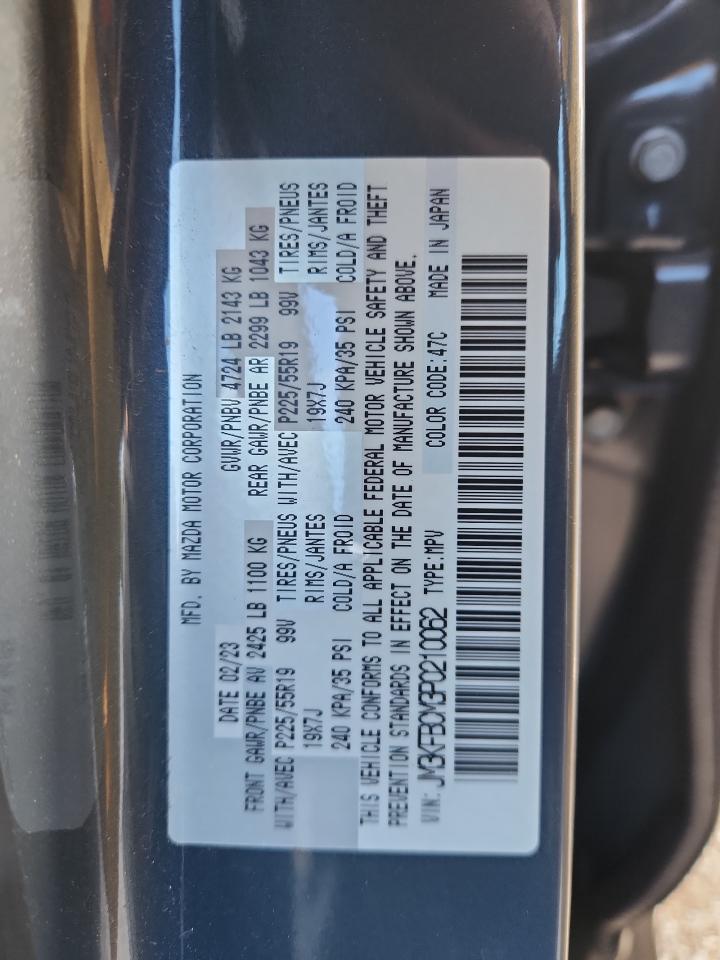 MFD. BY MAZDA MOTOR CORPORATION
DATE 02/23 GVWR/PNBV 4724 LB 2143 KG
FRONT GAWR/PNBE AV 2425 LB 1100 KG REAR GAWR/PNBE AR 2299 LB 1043 KG
WITH/AVEC P225/55R19 99V TIRES/PNEUS WITH/AVEC P225/55R19 99V TIRES/PNEUS
19X7J RIMS/JANTES 19X7J RIMS/JANTES
240 KPA/35 PSI COLD/A FROID 240 KPA/35 PSI COLD/A FROID
THIS VEHICLE CONFORMS TO ALL APPLICABLE FEDERAL MOTOR VEHICLE SAFETY AND THEFT
PREVENTION STANDARDS IN EFFECT ON THE DATE OF MANUFACTURE SHOWN ABOVE.
VIN: JM3KFBCM3P0210062 TYPE:MPV COLOR CODE:47C MADE IN JAPAN